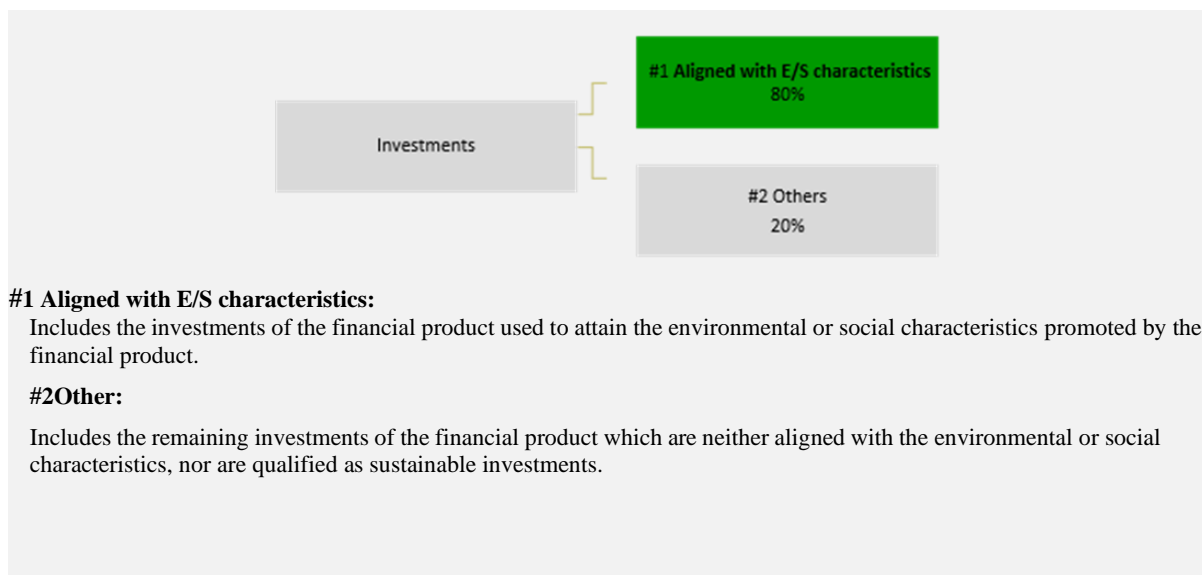 #1 Aligned with E/S characteristics
80%
Investments
#2 Others
20%
#1 Aligned with E/S characteristics:
Includes the investments of the financial product used to attain the environmental or social characteristics promoted by the
financial product.
#2Other:
Includes the remaining investments of the financial product which are neither aligned with the environmental or social
characteristics, nor are qualified as sustainable investments.